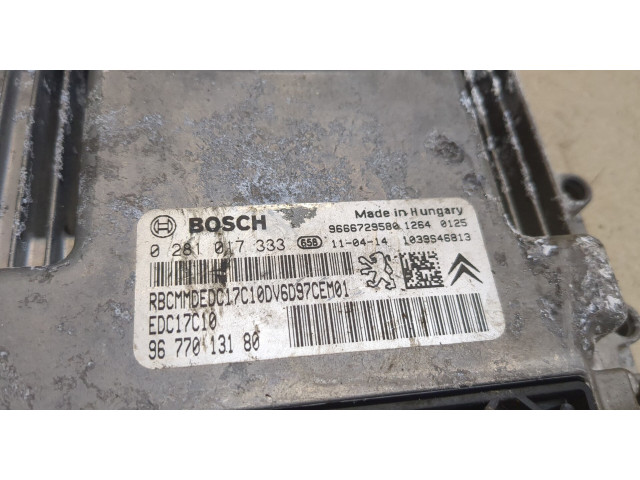 BOSCH
Made in Hungary
9666729580 1264 0125
0 281 017 333 658 11-04-14 1039S46813
RBCMMDEDC17C10DV6D97CEM01
EDC17C10
96 770 131 80